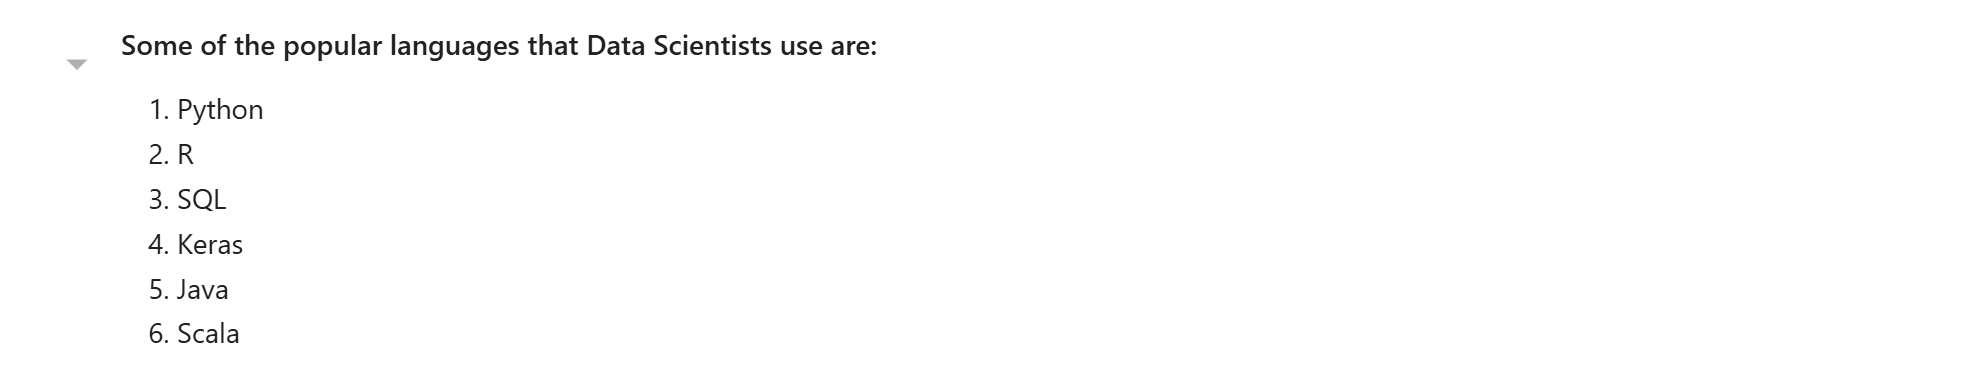 Some of the popular languages that Data Scientists use are:
1. Python
2. R
3. SQL
4. Keras
5. Java
6. Scala